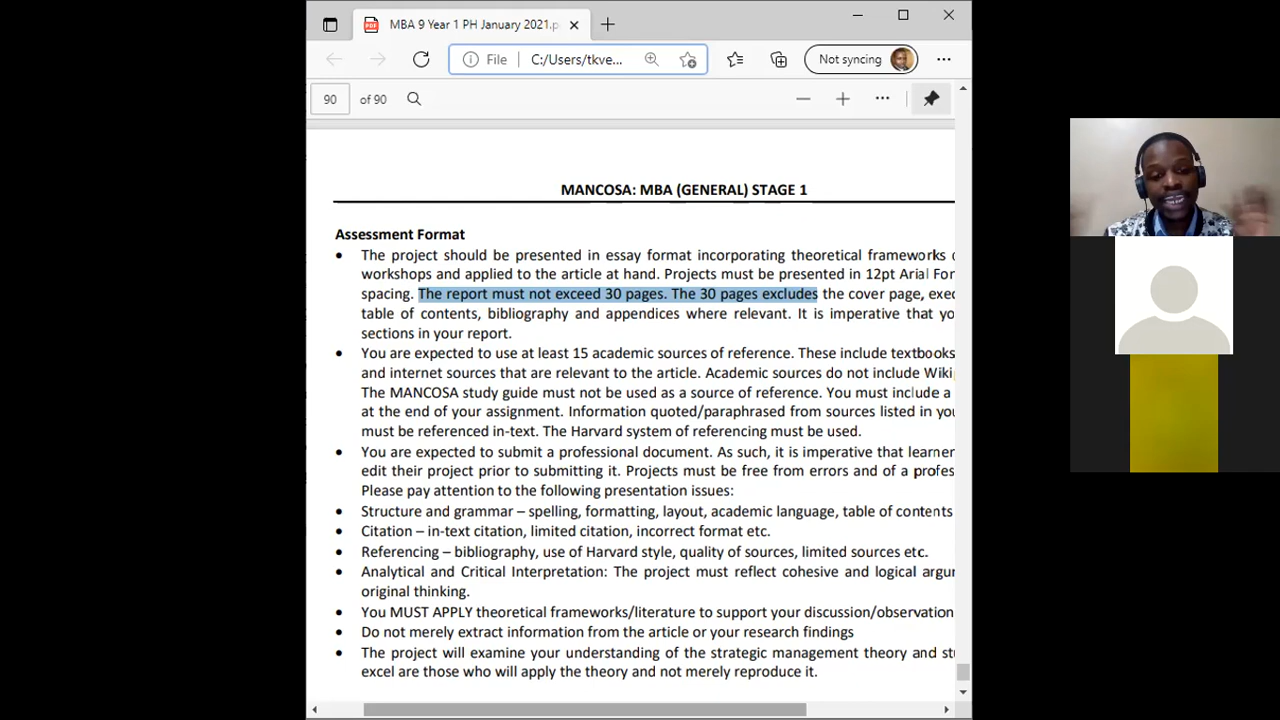 MBA 9 Year 1 PH January 2021.p
File C:/Users/tkve...
Not syncing
90 of 90
MANCOSA: MBA (GENERAL) STAGE 1
Assessment Format
• The project should be presented in essay format incorporating theoretical frameworks
workshops and applied to the article at hand. Projects must be presented in 12pt Arial
spacing. The report must not exceed 30 pages. The 30 pages excludes the cover page,
table of contents, bibliography and appendices where relevant. It is imperative that
sections in your report.
• You are expected to use at least 15 academic sources of reference. These include textbooks
and internet sources that are relevant to the article. Academic sources do not include
The MANCOSA study guide must not be used as a source of reference. You must include a
at the end of your assignment. Information quoted/paraphrased from sources listed in
must be referenced in-text. The Harvard system of referencing must be used.
• You are expected to submit a professional document. As such, it is imperative that learner
edit their project prior to submitting it. Projects must be free from errors and of a
Please pay attention to the following presentation issues:
• Structure and grammar – spelling, formatting, layout, academic language, table of contents
• Citation – in-text citation, limited citation, incorrect format etc.
• Referencing – bibliography, use of Harvard style, quality of sources, limited sources etc.
• Analytical and Critical Interpretation: The project must reflect cohesive and logical
original thinking.
• You MUST APPLY theoretical frameworks/literature to support your discussion/observation
• Do not merely extract information from the article or your research findings
• The project will examine your understanding of the strategic management theory and
excel are those who will apply the theory and not merely reproduce it.